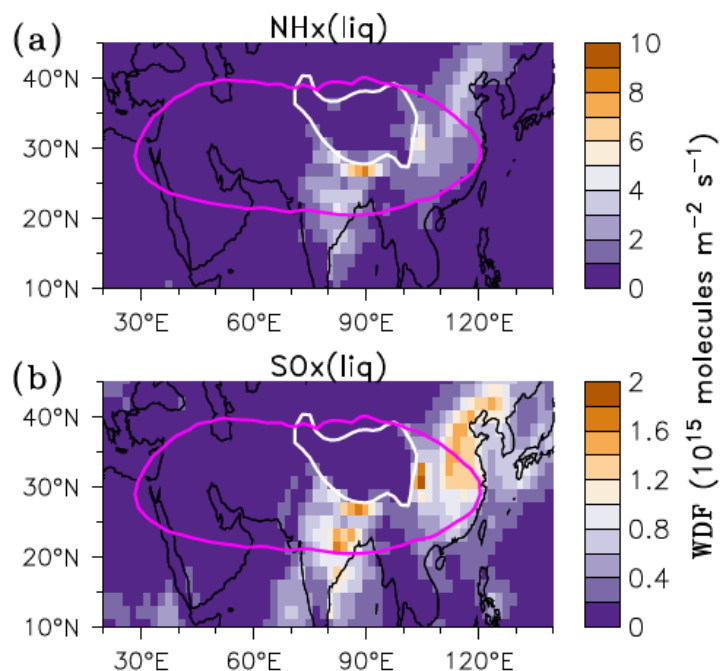 (a)
NHx(liq)
40°N
30°N
20°N
10°N
30°E 60°E 90°E 120°E
10
8
6
4
2
0
(b)
SOx(liq)
40°N
30°N
20°N
10°N
30°E 60°E 90°E 120°E
2
1.6
1.2
0.8
0.4
0
WDF (10¹⁵ molecules m⁻² s⁻¹)